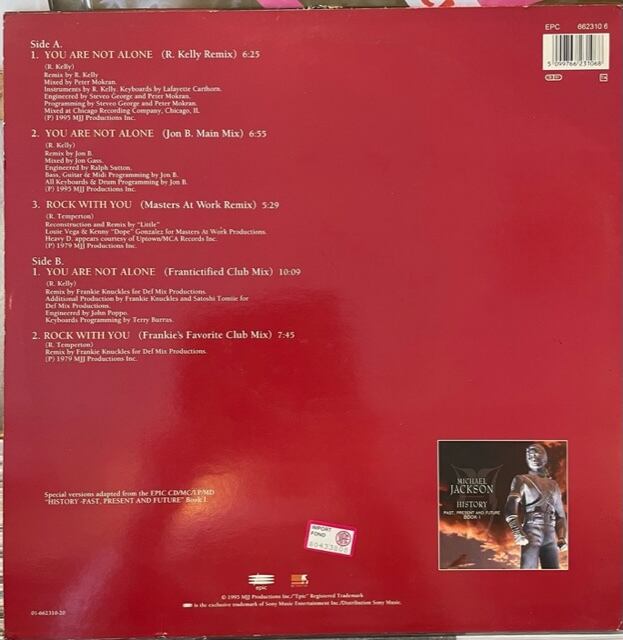 EPC 662310 6
5 099766 231068
Side A.
1. YOU ARE NOT ALONE (R. Kelly Remix) 6:25
(R. Kelly)
Remix by R. Kelly
Mixed by Peter Mokran.
Instruments by R. Kelly. Keyboards by Lafayette Carthorn.
Engineered by Steveo George and Peter Mokran.
Programming by Steveo George and Peter Mokran.
Mixed at Chicago Recording Company, Chicago, IL
(P) 1995 MJJ Productions Inc.
2. YOU ARE NOT ALONE (Jon B. Main Mix) 6:55
(R. Kelly)
Remix by Jon B.
Mixed by Jon Gass.
Engineered by Ralph Sutton.
Bass, Guitar & Midi Programming by Jon B.
All Keyboards & Drum Programming by Jon B.
(P) 1995 MJJ Productions Inc.
3. ROCK WITH YOU (Masters At Work Remix) 5:29
(R. Temperton)
Reconstruction and Remix by "Little"
Louie Vega & Kenny "Dope" Gonzalez for Masters At Work Productions.
Heavy D. appears courtesy of Uptown/MCA Records Inc.
(P) 1979 MJJ Productions Inc.
Side B.
1. YOU ARE NOT ALONE (Franctified Club Mix) 10:09
(R. Kelly)
Remix by Frankie Knuckles for Def Mix Productions.
Additional Production by Frankie Knuckles and Satoshi Tomiie for
Def Mix Productions.
Engineered by John Poppo.
Keyboards Programming by Terry Burrus.
2. ROCK WITH YOU (Frankie's Favorite Club Mix) 7:45
(R. Temperton)
Remix by Frankie Knuckles for Def Mix Productions.
(P) 1979 MJJ Productions Inc.
MICHAEL
JACKSON
HISTORY
PAST, PRESENT AND FUTURE
BOOK I
Special versions adapted from the EPIC CD/MC/LP/MD
"HISTORY -PAST, PRESENT AND FUTURE" Book I.
IMPORT
FOND
epic
© 1995 MJJ Productions Inc./"Epic" Registered Trademark
is the exclusive trademark of Sony Music Entertainment Inc./Distribution Sony Music.
01-662310-20